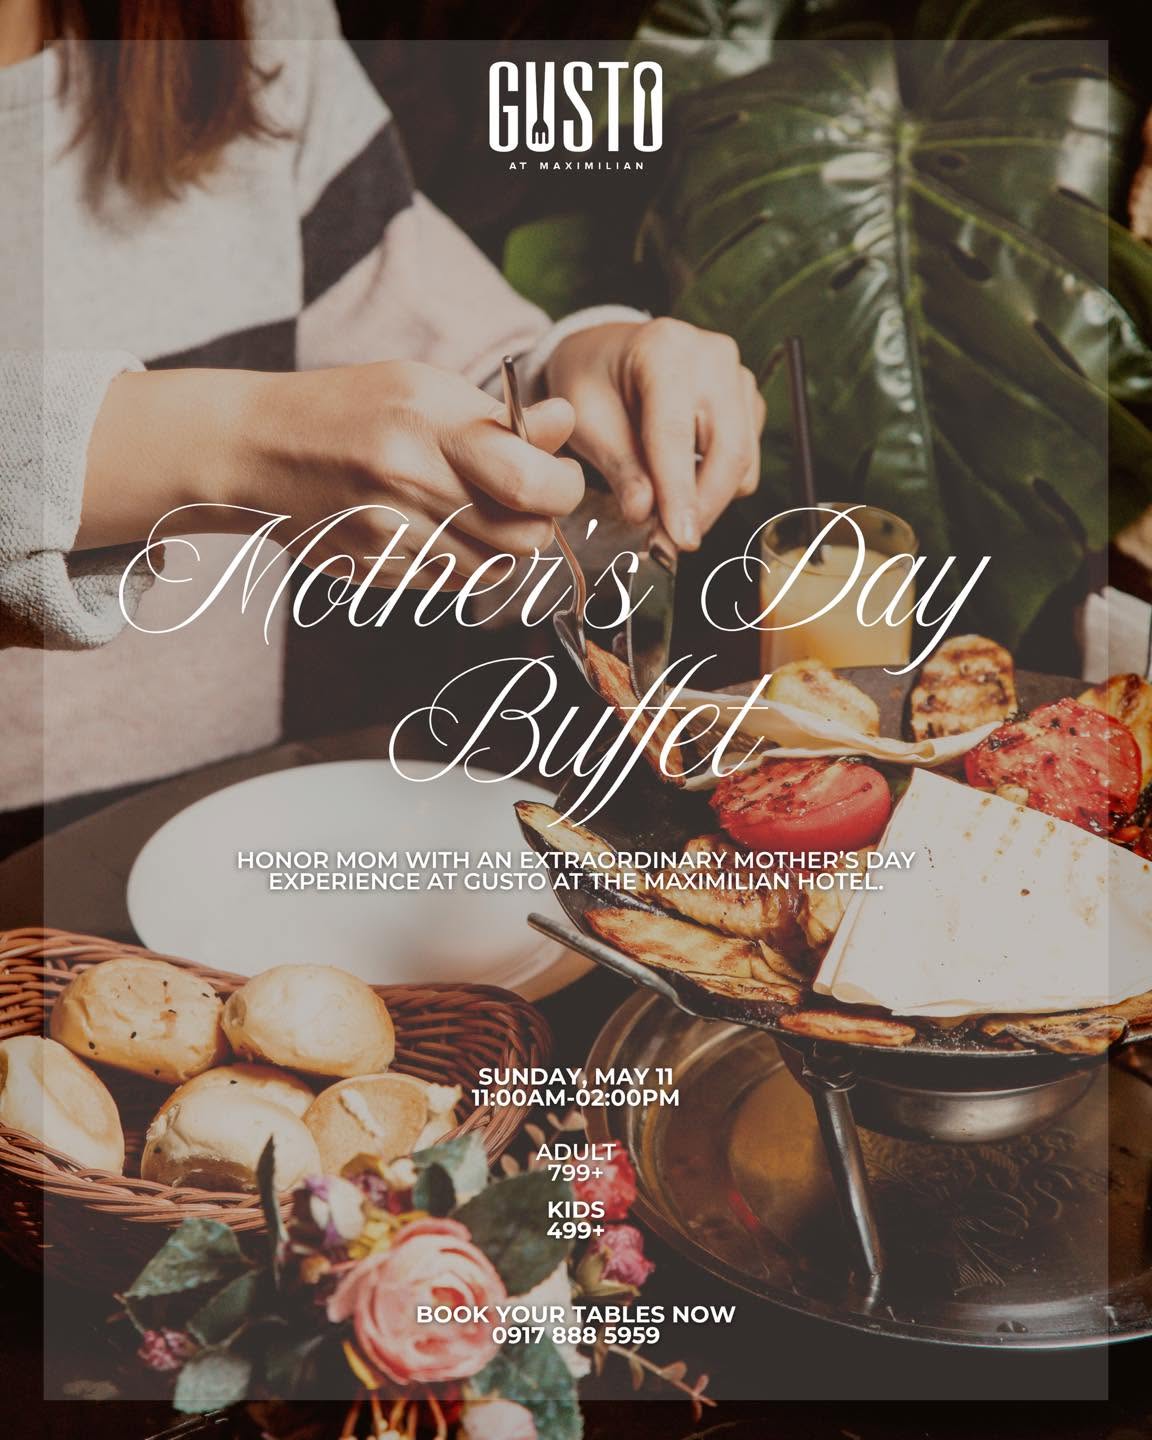 GUSTO
AT MAXIMILIAN
Mother's Day
Buffet
HONOR MOM WITH AN EXTRAORDINARY MOTHER'S DAY
EXPERIENCE AT GUSTO AT THE MAXIMILIAN HOTEL.
SUNDAY, MAY 11
11:00AM-02:00PM
ADULT
799+
KIDS
499+
BOOK YOUR TABLES NOW
0917 888 5959